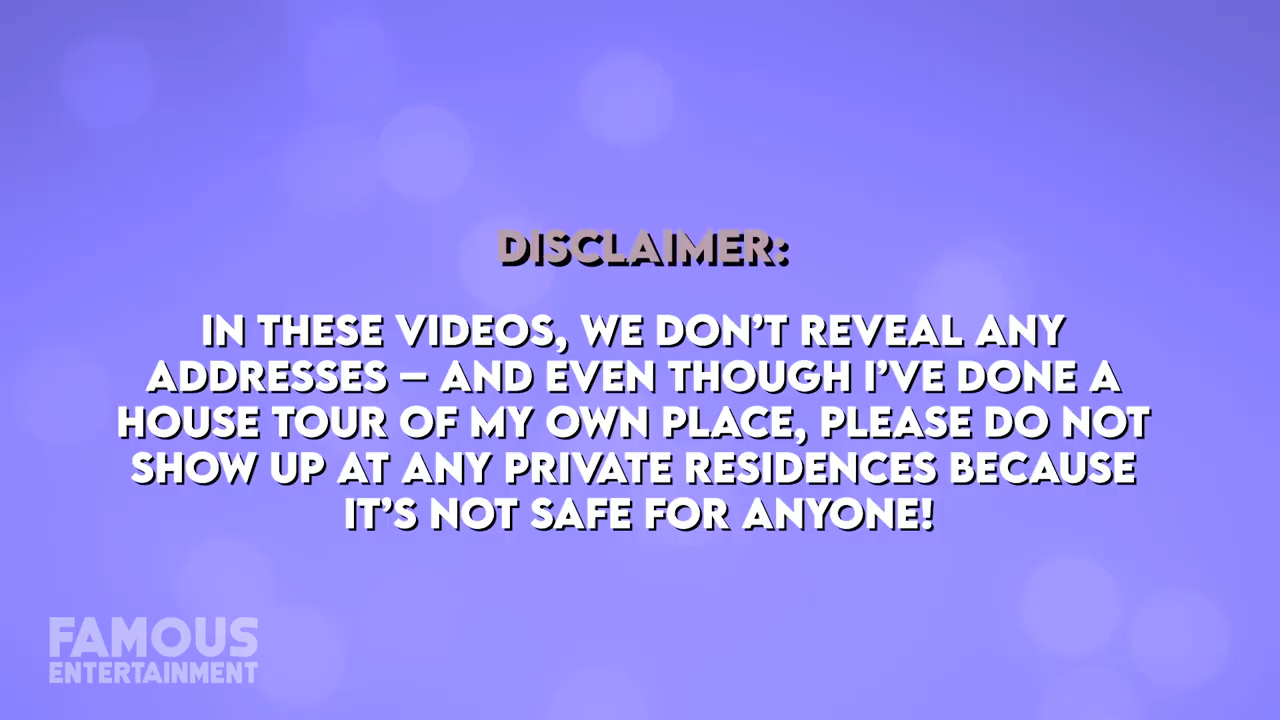 DISCLAIMER:
IN THESE VIDEOS, WE DON'T REVEAL ANY
ADDRESSES – AND EVEN THOUGH I'VE DONE A
HOUSE TOUR OF MY OWN PLACE, PLEASE DO NOT
SHOW UP AT ANY PRIVATE RESIDENCES BECAUSE
IT'S NOT SAFE FOR ANYONE!
FAMOUS
ENTERTAINMENT